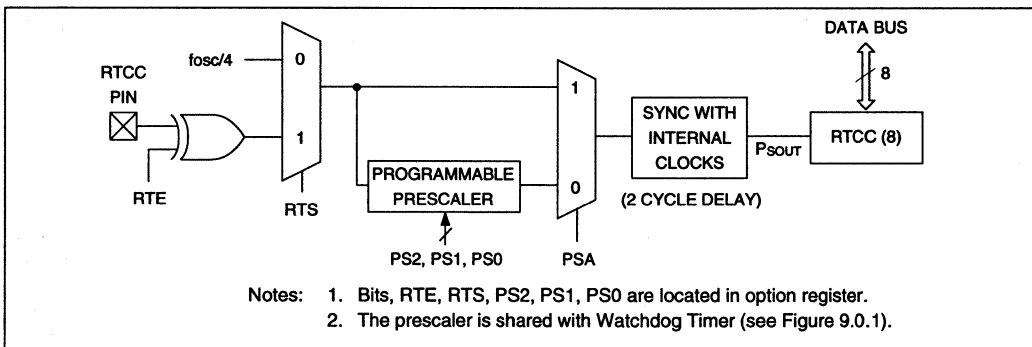 DATA BUS
8
fosc/4
0
RTCC
PIN
1
RTE
RTS
PROGRAMMABLE
PRESCALER
PS2, PS1, PS0
1
0
PSA
SYNC WITH
INTERNAL
CLOCKS
(2 CYCLE DELAY)
PSOUT
RTCC (8)
Notes: 1. Bits, RTE, RTS, PS2, PS1, PS0 are located in option register.
2. The prescaler is shared with Watchdog Timer (see Figure 9.0.1).